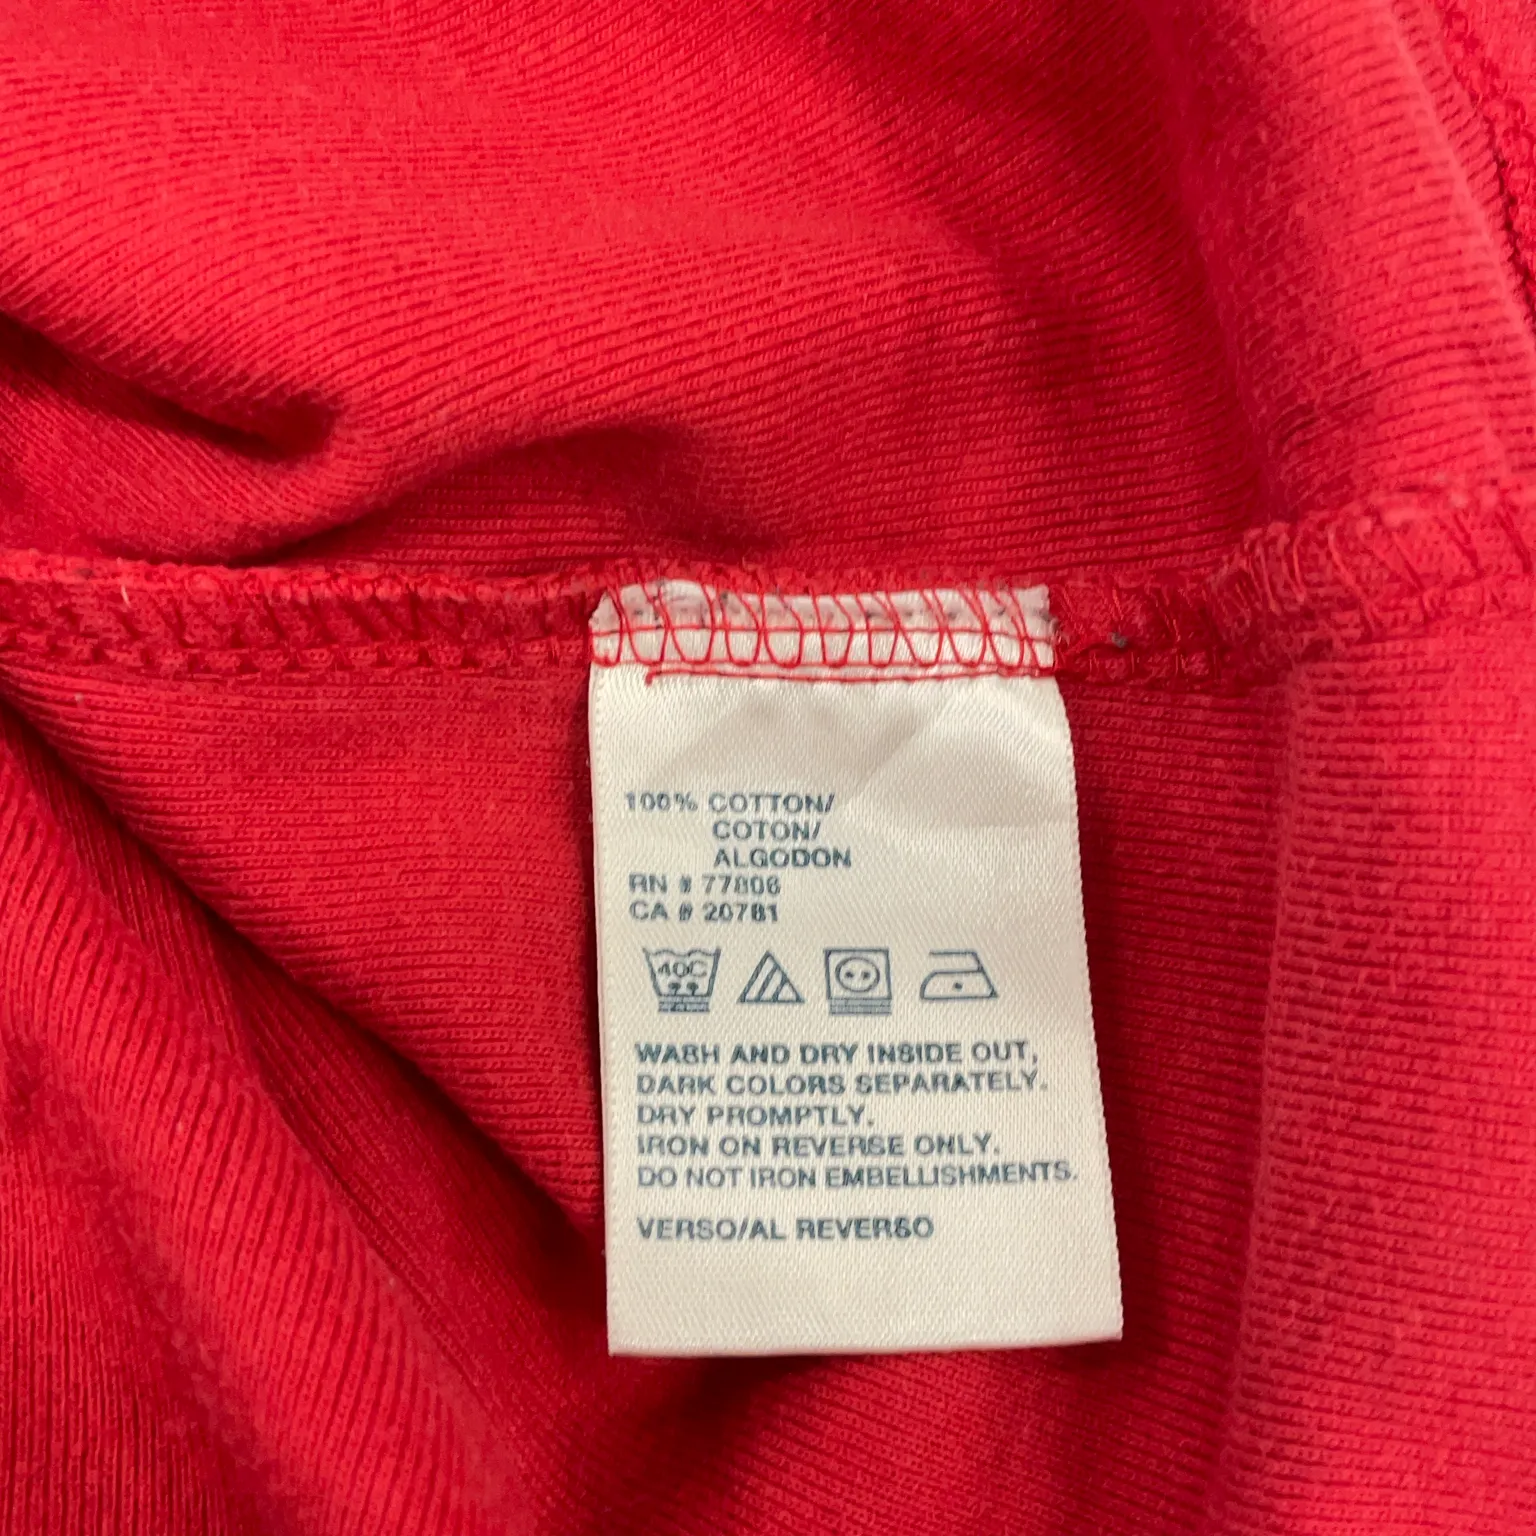 100% COTTON/
COTON/
ALGODON
RN # 77806
CA # 20781
40C
WASH AND DRY INSIDE OUT,
DARK COLORS SEPARATELY.
DRY PROMPTLY.
IRON ON REVERSE ONLY.
DO NOT IRON EMBELLISHMENTS.
VERSO/AL REVERSO